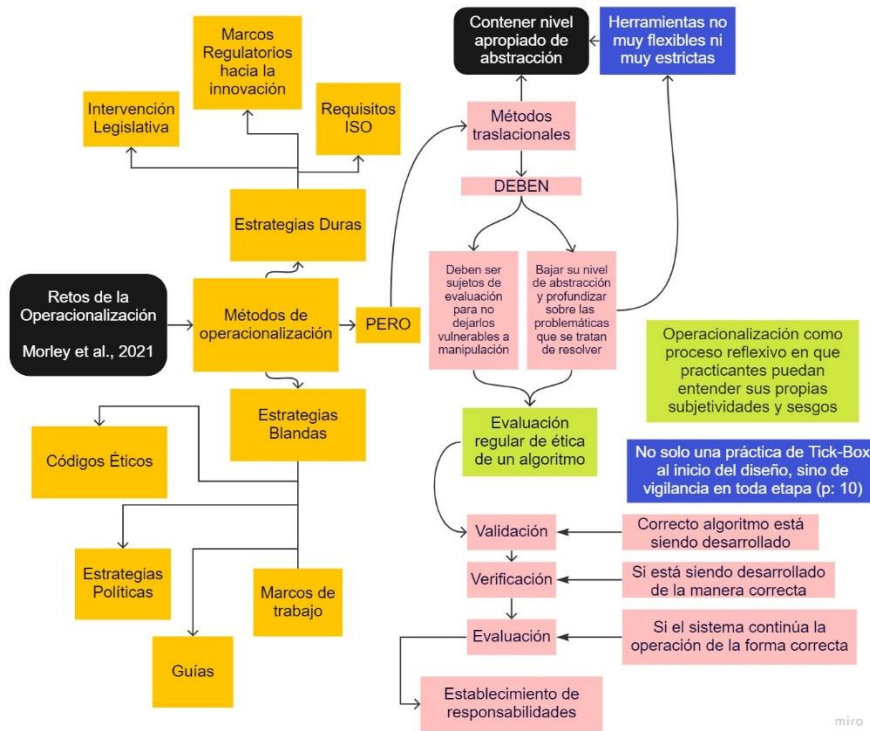 Marcos
Regulatorios
hacia la
innovación
Intervención
Legislativa
Requisitos
ISO
Estrategias Duras
Retos de la
Operacionalización
Morley et al., 2021
Métodos de
operacionalización
PERO
Estrategias
Blandas
Códigos Éticos
Estrategias
Políticas
Marcos de
trabajo
Guías
Contener nivel
apropiado de
abstracción
Herramientas no
muy flexibles ni
muy estrictas
Métodos
traslacionales
DEBEN
Deben ser
sujetos de
evaluación
para no
dejarlos
vulnerables a
manipulación
Bajar su nivel
de abstracción
y profundizar
sobre las
problemáticas
que se tratan
de resolver
Operacionalización como
proceso reflexivo en que
practicantes puedan
entender sus propias
subjetividades y sesgos
Evaluación
regular de ética
de un algoritmo
No solo una práctica de Tick-Box
al inicio del diseño, sino de
vigilancia en toda etapa (p: 10)
Validación
Correcto algoritmo está
siendo desarrollado
Verificación
Si está siendo desarrollado
de la manera correcta
Evaluación
Si el sistema continúa la
operación de la forma correcta
Establecimiento de
responsabilidades
miro